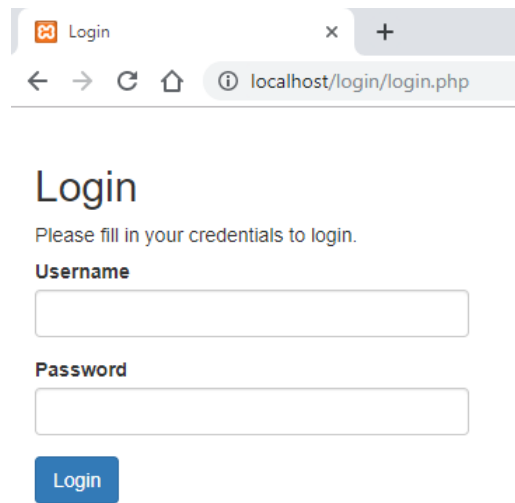 Login
localhost/login/login.php
Login
Please fill in your credentials to login.
Username
Password
Login